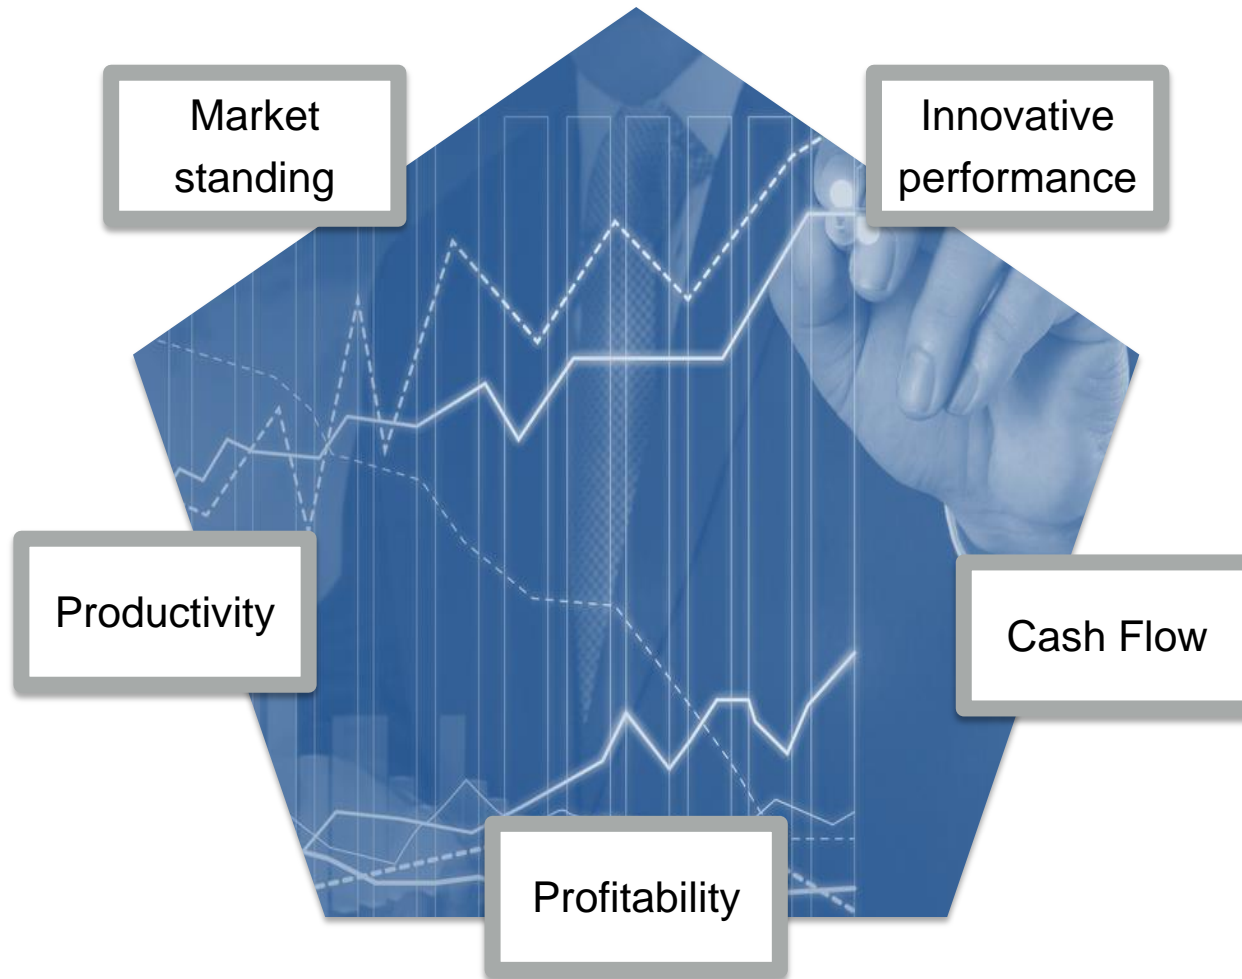 Market
standing
Innovative
performance
Productivity
Cash Flow
Profitability